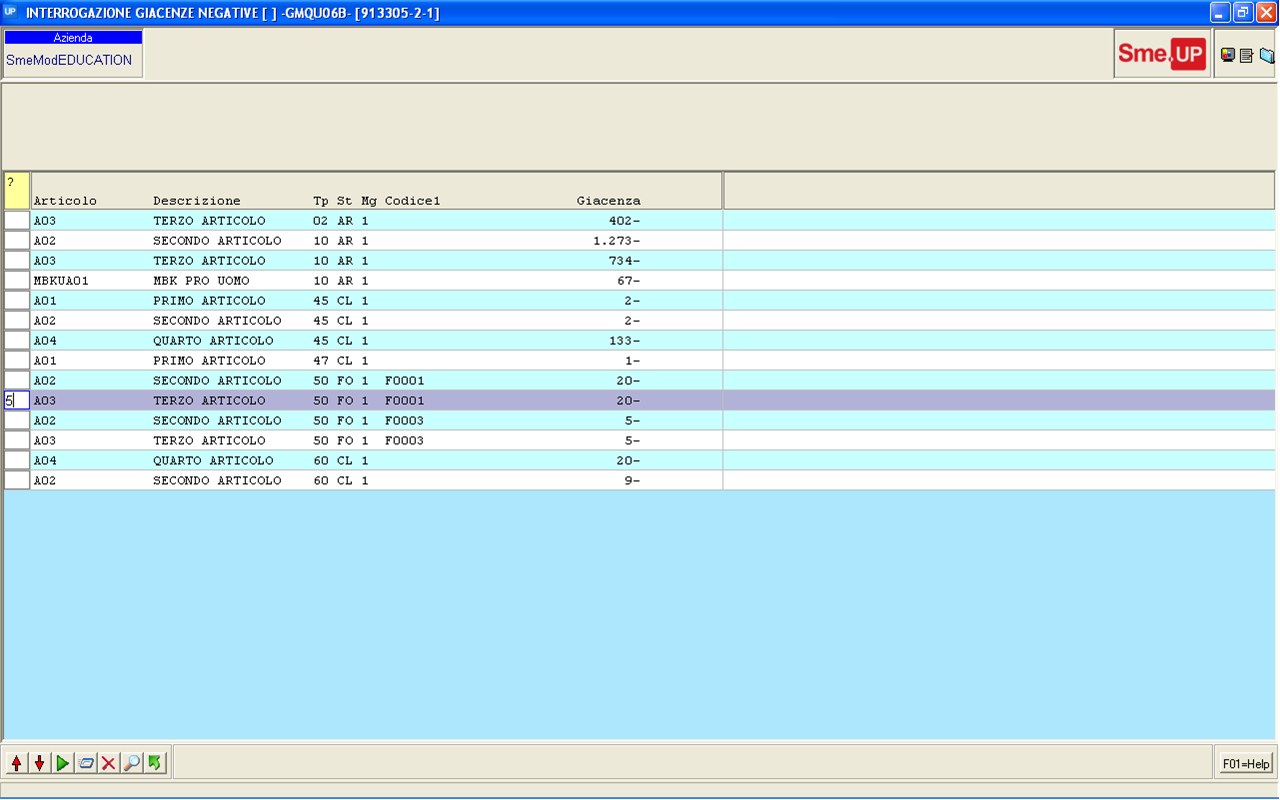 UP INTERROGAZIONE GIACENZE NEGATIVE [ ] -GMQU06B- [913305-2-1]
Azienda
SmeModEDUCATION
Sme.UP
?
Articolo Descrizione Tp St Mg Codice1 Giacenza
A03 TERZO ARTICOLO 02 AR 1 402-
A02 SECONDO ARTICOLO 10 AR 1 1.273-
A03 TERZO ARTICOLO 10 AR 1 734-
MBKUA01 MBK PRO UOMO 10 AR 1 67-
A01 PRIMO ARTICOLO 45 CL 1 2-
A02 SECONDO ARTICOLO 45 CL 1 2-
A04 QUARTO ARTICOLO 45 CL 1 133-
A01 PRIMO ARTICOLO 47 CL 1 1-
A02 SECONDO ARTICOLO 50 FO 1 F0001 20-
5 A03 TERZO ARTICOLO 50 FO 1 F0001 20-
A02 SECONDO ARTICOLO 50 FO 1 F0003 5-
A03 TERZO ARTICOLO 50 FO 1 F0003 5-
A04 QUARTO ARTICOLO 60 CL 1 20-
A02 SECONDO ARTICOLO 60 CL 1 9-
F01=Help